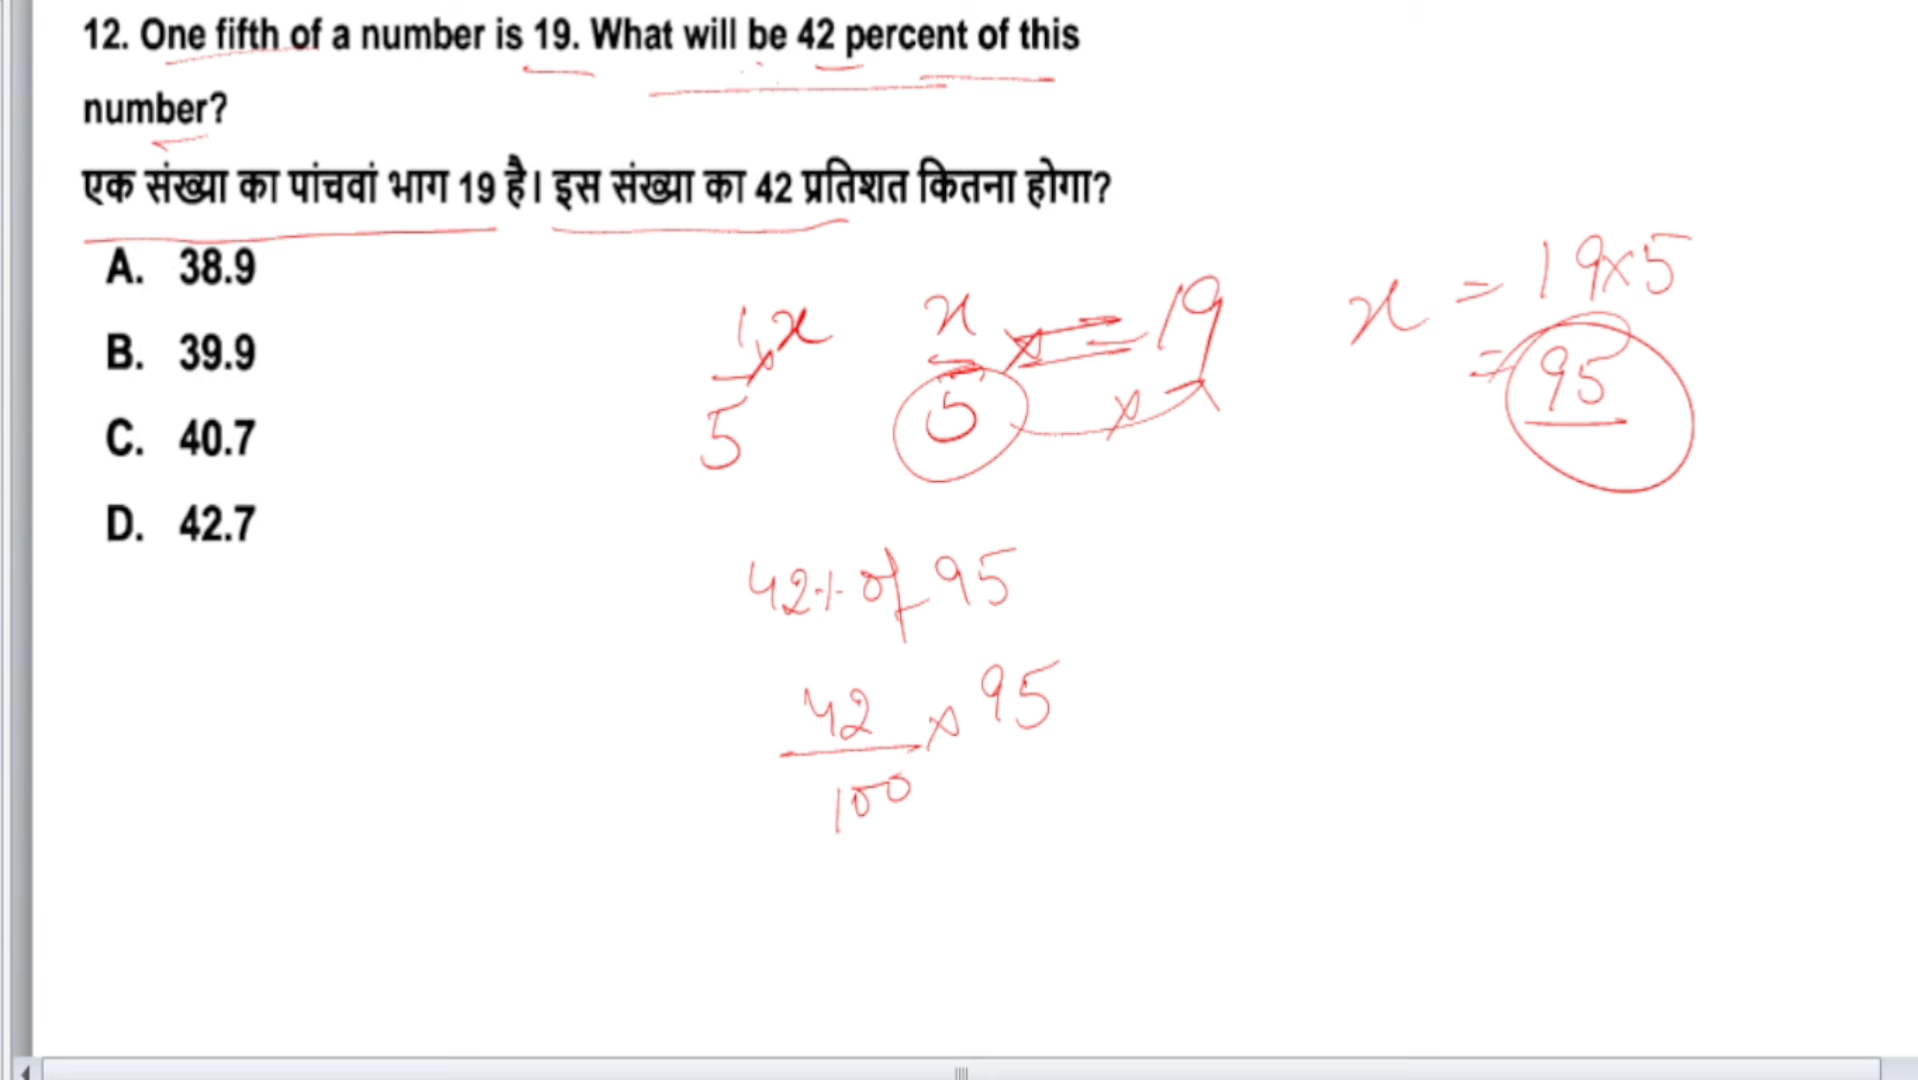 12. One fifth of a number is 19. What will be 42 percent of this
number?
एक संख्या का पांचवां भाग 19 है। इस संख्या का 42 प्रतिशत कितना होगा?
A. 38.9
B. 39.9
C. 40.7
D. 42.7
1/5 × x
x/5 = 19
x = 19×5
= 95
42% of 95
42/100 × 95